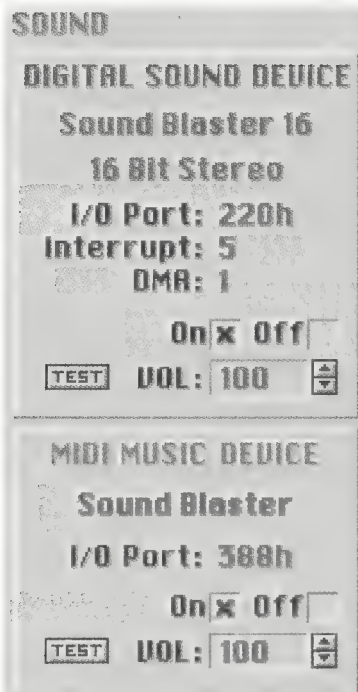 SOUND
DIGITAL SOUND DEVICE
Sound Blaster 16
16 Bit Stereo
I/O Port: 220h
Interrupt: 5
DMA: 1
On x Off
TEST VOL: 100
MIDI MUSIC DEVICE
Sound Blaster
I/O Port: 388h
On x Off
TEST VOL: 100